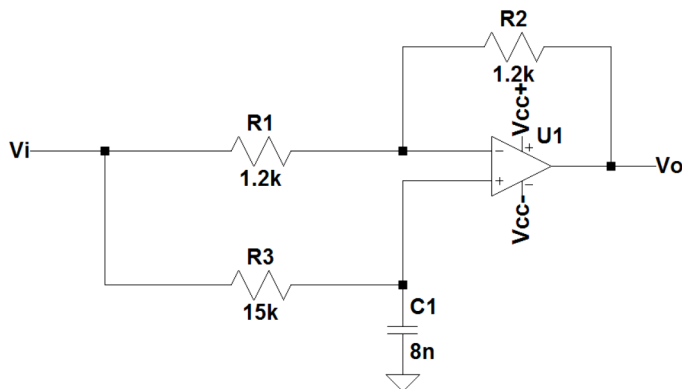 R2
1.2k
Vcc+
U1
R1
Vi
- +
1.2k
+
Vo
-
Vcc-
R3
15k
C1
8n